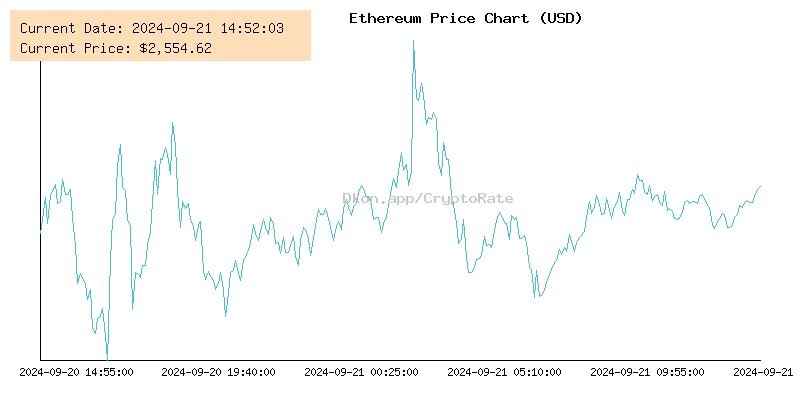 Ethereum Price Chart (USD)
Current Date: 2024-09-21 14:52:03
Current Price: $2,554.62
Dkon.app/CryptoRate
2024-09-20 14:55:00 2024-09-20 19:40:00 2024-09-21 00:25:00 2024-09-21 05:10:00 2024-09-21 09:55:00 2024-09-21